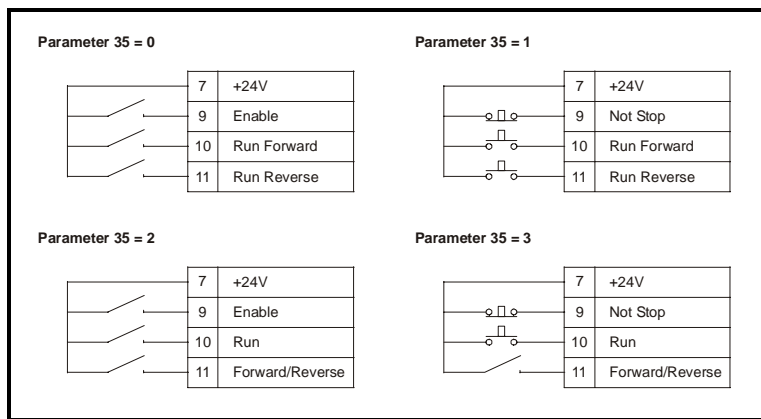 Parameter 35 = 0
7 +24V
9 Enable
10 Run Forward
11 Run Reverse
Parameter 35 = 1
7 +24V
9 Not Stop
10 Run Forward
11 Run Reverse
Parameter 35 = 2
7 +24V
9 Enable
10 Run
11 Forward/Reverse
Parameter 35 = 3
7 +24V
9 Not Stop
10 Run
11 Forward/Reverse